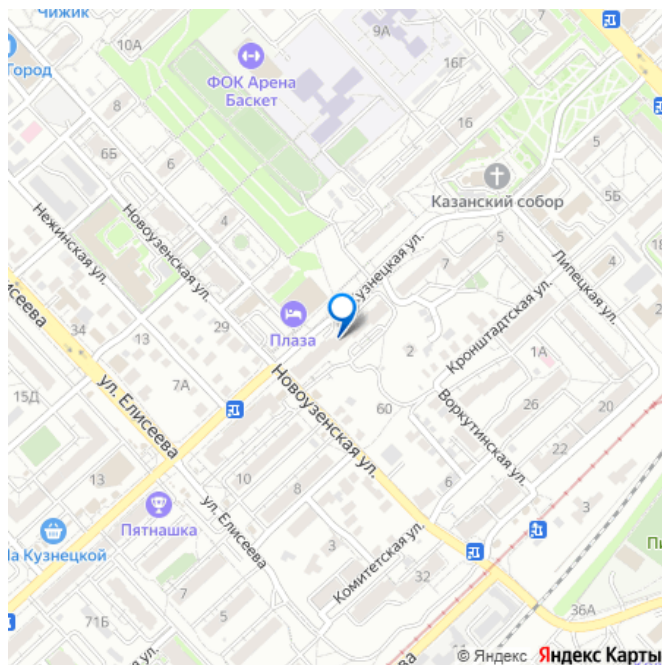 Чижик
10А
9А
Город
ФОК Арена
Баскет
16Г
8
16
5
6Б
6
Казанский собор
5Б
Нежинская ул.
Новоузенская ул.
4
Кузнецкая ул.
5
7
Липецкая ул.
4
1
Елисеева
34
13
29
Плаза
2
Кронштадтская ул.
1А
7А
15Д
ул. Елисеева
Новоузенская ул.
60
Воркутинская ул.
26
20
22
13
10
8
6
3
На Кузнецкой
Пятнашка
ул. Елисеева
3
Комитетская ул.
32
Пи
71Б
ская ул.
36А
© Яндекс Яндекс Карты